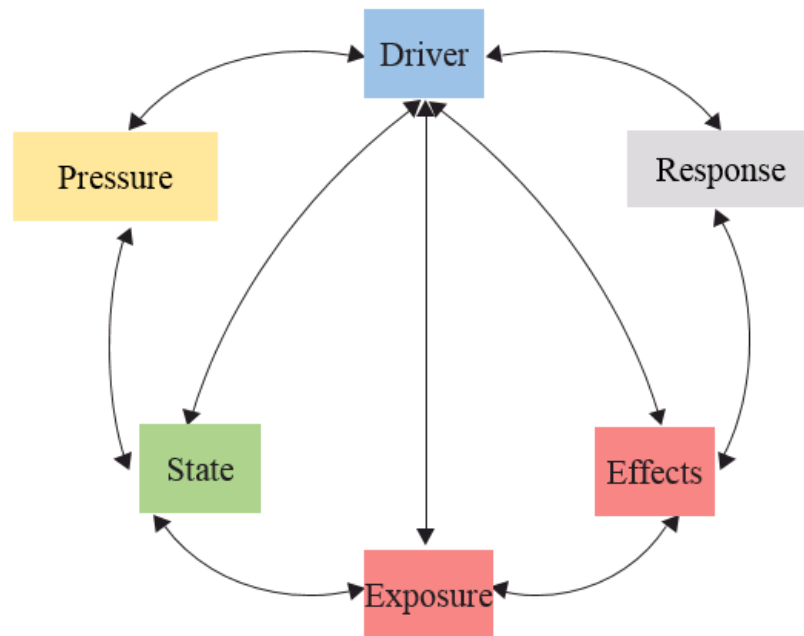 Driver
Pressure
Response
State
Effects
Exposure